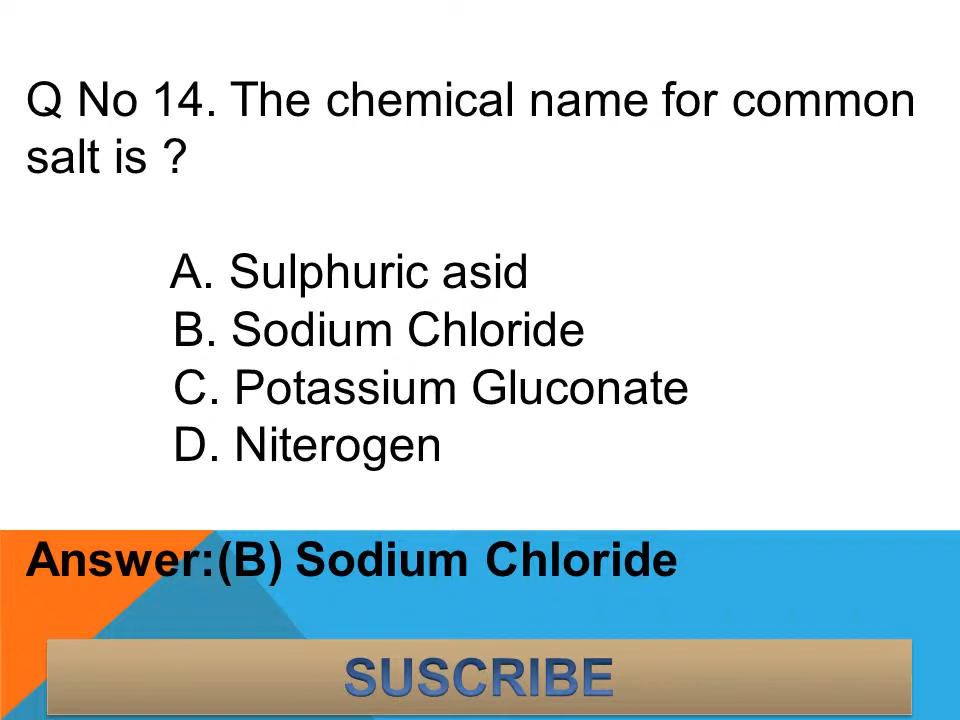 Q No 14. The chemical name for common
salt is ?
A. Sulphuric asid
B. Sodium Chloride
C. Potassium Gluconate
D. Niterogen
Answer:(B) Sodium Chloride
SUSCRIBE